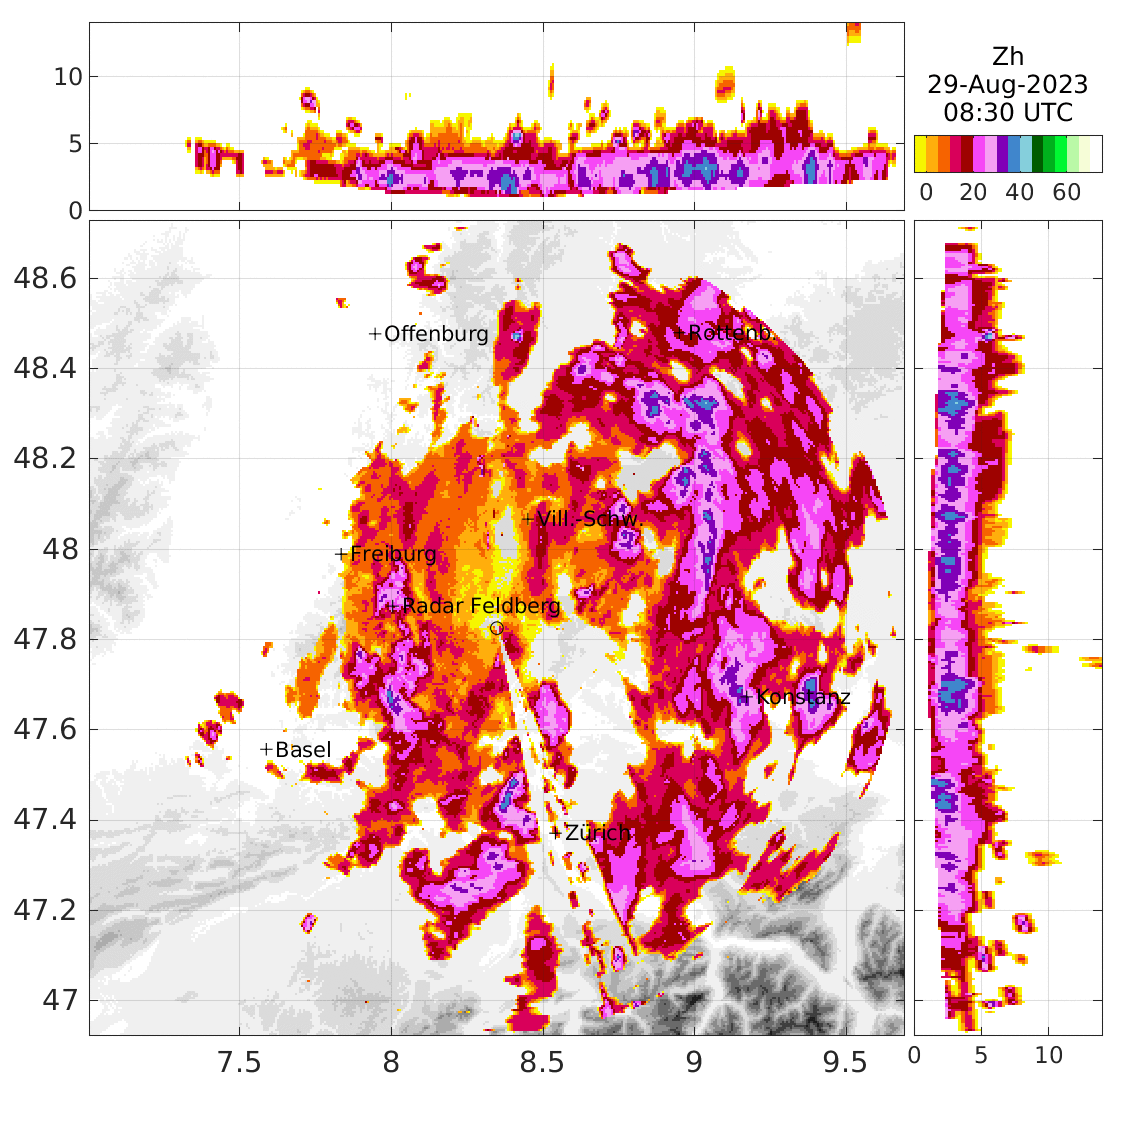 10
5
0
Zh
29-Aug-2023
08:30 UTC
0 20 40 60
48.6
48.4
48.2
48
47.8
47.6
47.4
47.2
47
+Offenburg
+Rottenb.
+Vill.-Schw.
+Freiburg
+Radar Feldberg
+Konstanz
+Basel
+Zürich
7.5 8 8.5 9 9.5
0 5 10